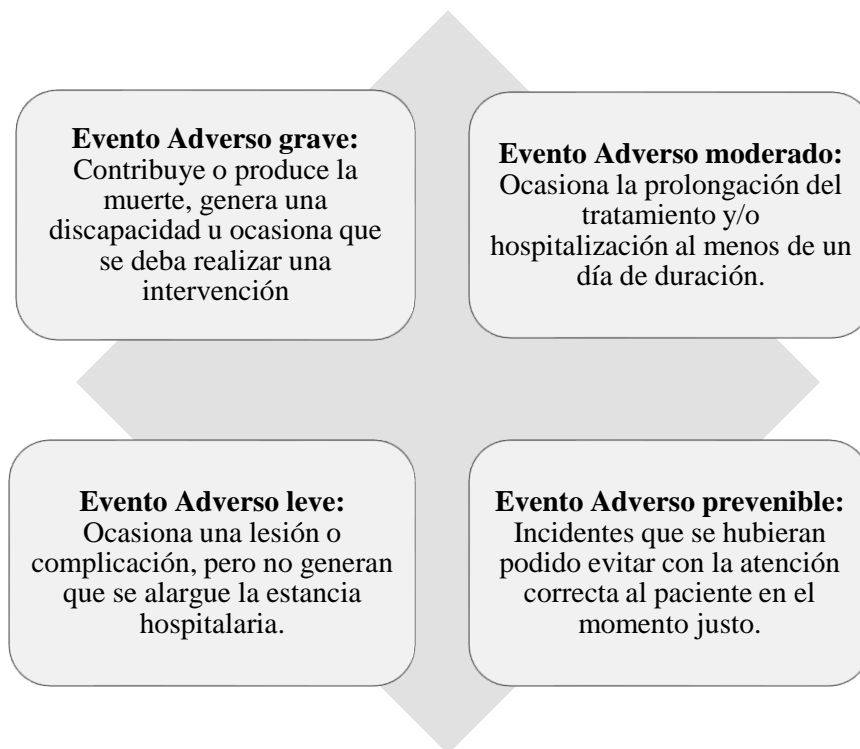 Evento Adverso grave:
Contribuye o produce la
muerte, genera una
discapacidad u ocasiona que
se deba realizar una
intervención
Evento Adverso moderado:
Ocasiona la prolongación del
tratamiento y/o
hospitalización al menos de un
día de duración.
Evento Adverso leve:
Ocasiona una lesión o
complicación, pero no generan
que se alargue la estancia
hospitalaria.
Evento Adverso prevenible:
Incidentes que se hubieran
podido evitar con la atención
correcta al paciente en el
momento justo.